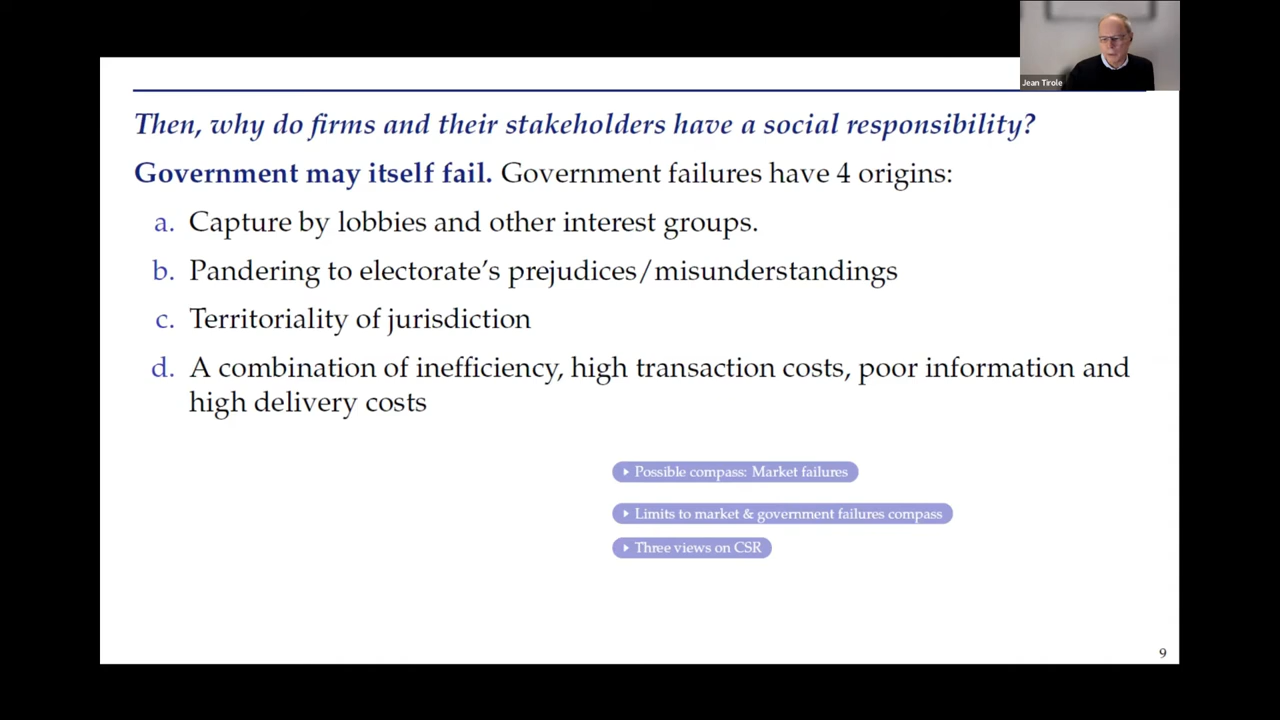 Jean Tirole
Then, why do firms and their stakeholders have a social responsibility?
Government may itself fail. Government failures have 4 origins:
a. Capture by lobbies and other interest groups.
b. Pandering to electorate's prejudices/misunderstandings
c. Territoriality of jurisdiction
d. A combination of inefficiency, high transaction costs, poor information and
high delivery costs
Possible compass: Market failures
Limits to market & government failures compass
Three views on CSR
9